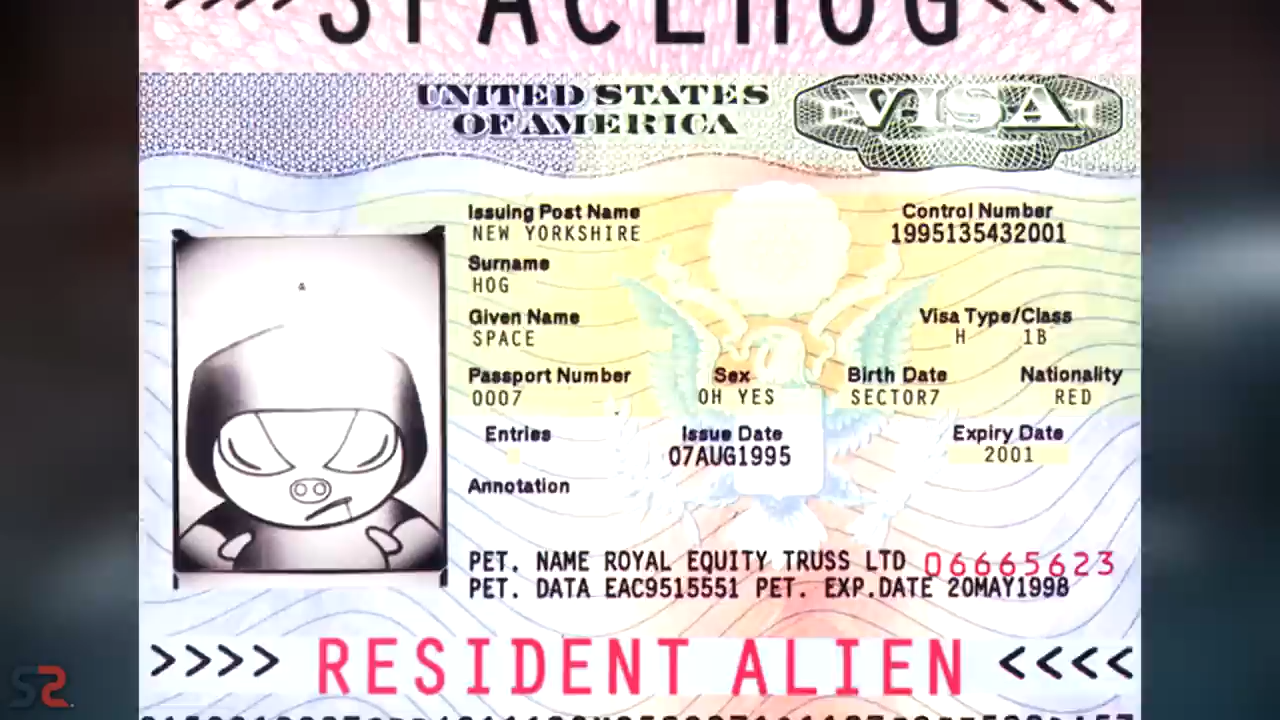 >>>> SPACEHOG <<<<
UNITED STATES
OF AMERICA
VISA
Issuing Post Name
NEW YORKSHIRE
Control Number
1995135432001
Surname
HOG
Given Name
SPACE
Visa Type/Class
H 1B
Passport Number
0007
Sex
OH YES
Birth Date
SECTOR7
Nationality
RED
Entries
Issue Date
07AUG1995
Expiry Date
2001
Annotation
PET. NAME ROYAL EQUITY TRUSS LTD 06665623
PET. DATA EAC9515551 PET. EXP.DATE 20MAY1998
>>>> RESIDENT ALIEN <<<<